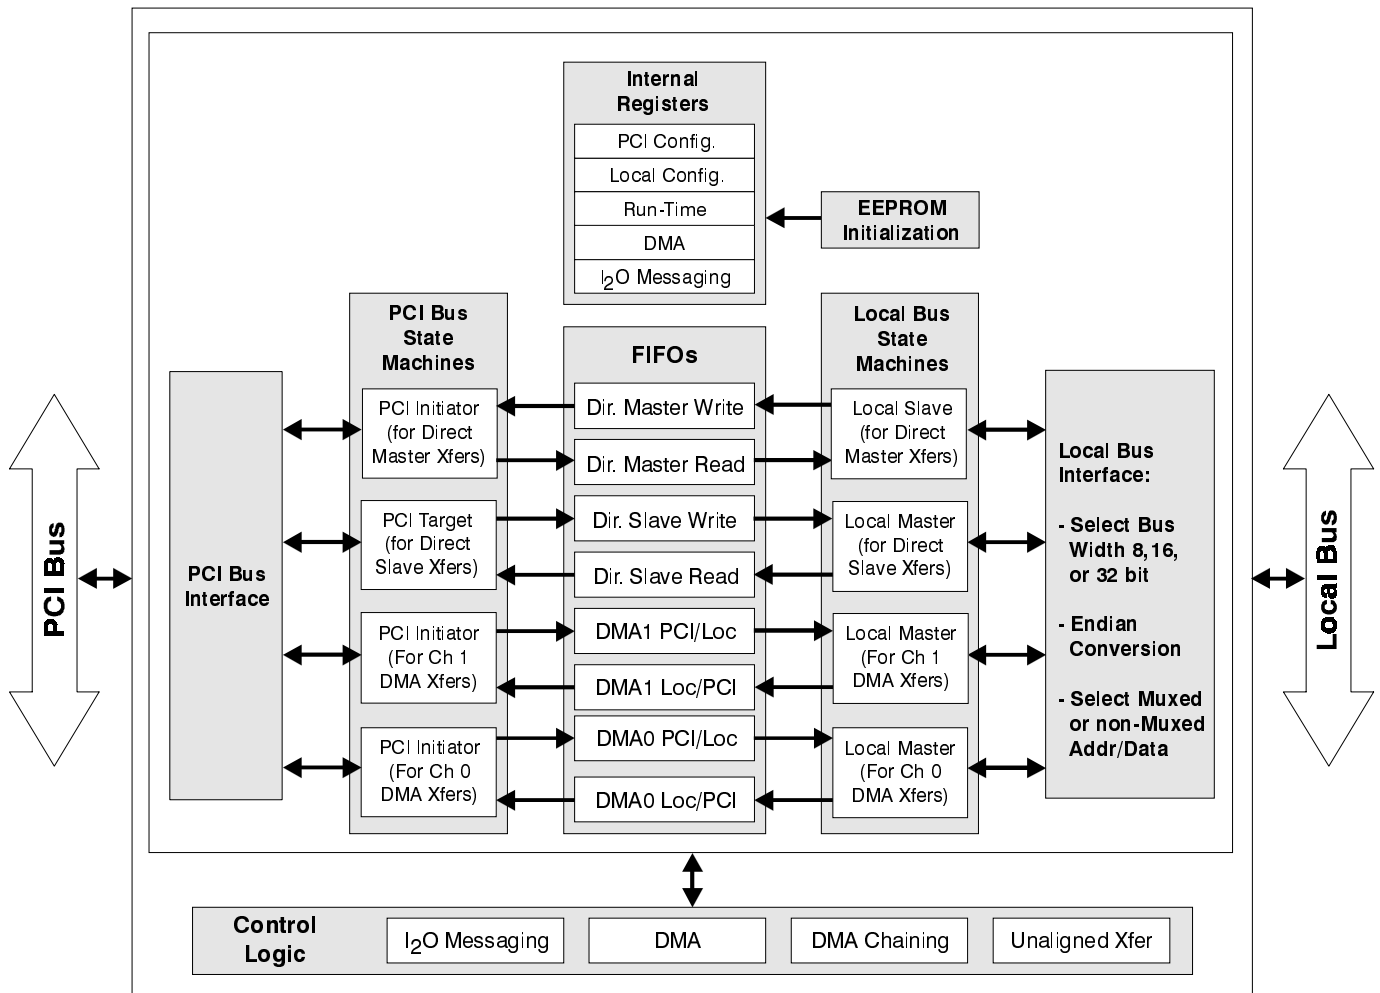 Internal
Registers
PCI Config.
Local Config.
Run-Time
DMA
I2O Messaging
EEPROM
Initialization
PCI Bus
State
Machines
FIFOs
Local Bus
State
Machines
PCI Bus
PCI Bus
Interface
PCI Initiator
(for Direct
Master Xfers)
PCI Target
(for Direct
Slave Xfers)
PCI Initiator
(For Ch 1
DMA Xfers)
PCI Initiator
(For Ch 0
DMA Xfers)
Dir. Master Write
Dir. Master Read
Dir. Slave Write
Dir. Slave Read
DMA1 PCI/Loc
DMA1 Loc/PCI
DMA0 PCI/Loc
DMA0 Loc/PCI
Local Slave
(for Direct
Master Xfers)
Local Master
(for Direct
Slave Xfers)
Local Master
(For Ch 1
DMA Xfers)
Local Master
(For Ch 0
DMA Xfers)
Local Bus
Interface:
- Select Bus
Width 8,16,
or 32 bit
- Endian
Conversion
- Select Muxed
or non-Muxed
Addr/Data
Local Bus
Control
Logic
I2O Messaging
DMA
DMA Chaining
Unaligned Xfer